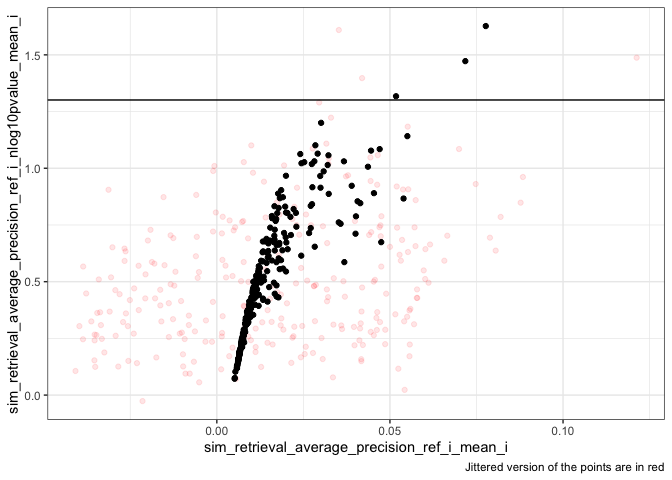 sim_retrieval_average_precision_ref_i_nlog10pvalue_mean_i
1.5
1.0
0.5
0.0
0.00
0.05
0.10
sim_retrieval_average_precision_ref_i_mean_i
Jittered version of the points are in red